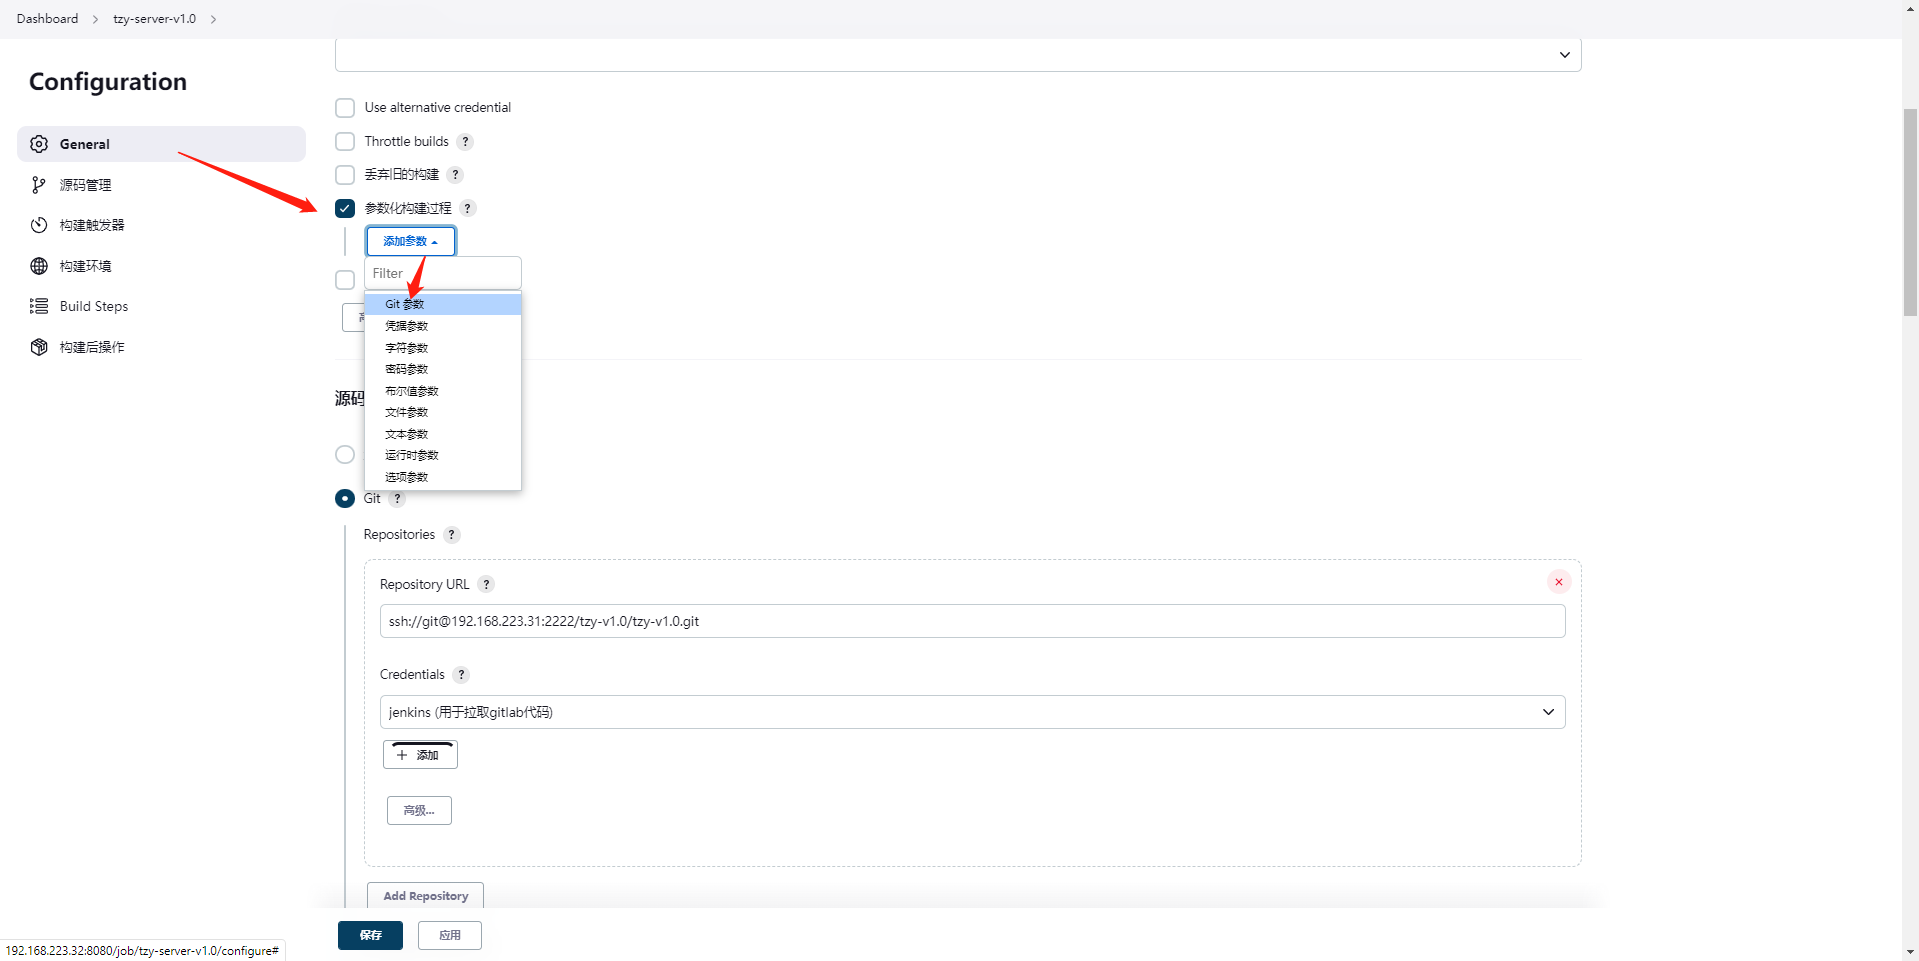 Dashboard
tzy-server-v1.0
Configuration
General
源码管理
构建触发器
构建环境
Build Steps
构建后操作
Use alternative credential
Throttle builds ?
丢弃旧的构建 ?
参数化构建过程 ?
添加参数
Filter
Git 参数
凭据参数
字符参数
密码参数
布尔值参数
文件参数
文本参数
运行时参数
选项参数
源码
Git ?
Repositories ?
Repository URL ?
ssh://git@192.168.223.31:2222/tzy-v1.0/tzy-v1.0.git
Credentials ?
jenkins (用于拉取gitlab代码)
添加
高级...
Add Repository
保存
应用
192.168.223.32:8080/job/tzy-server-v1.0/configure#